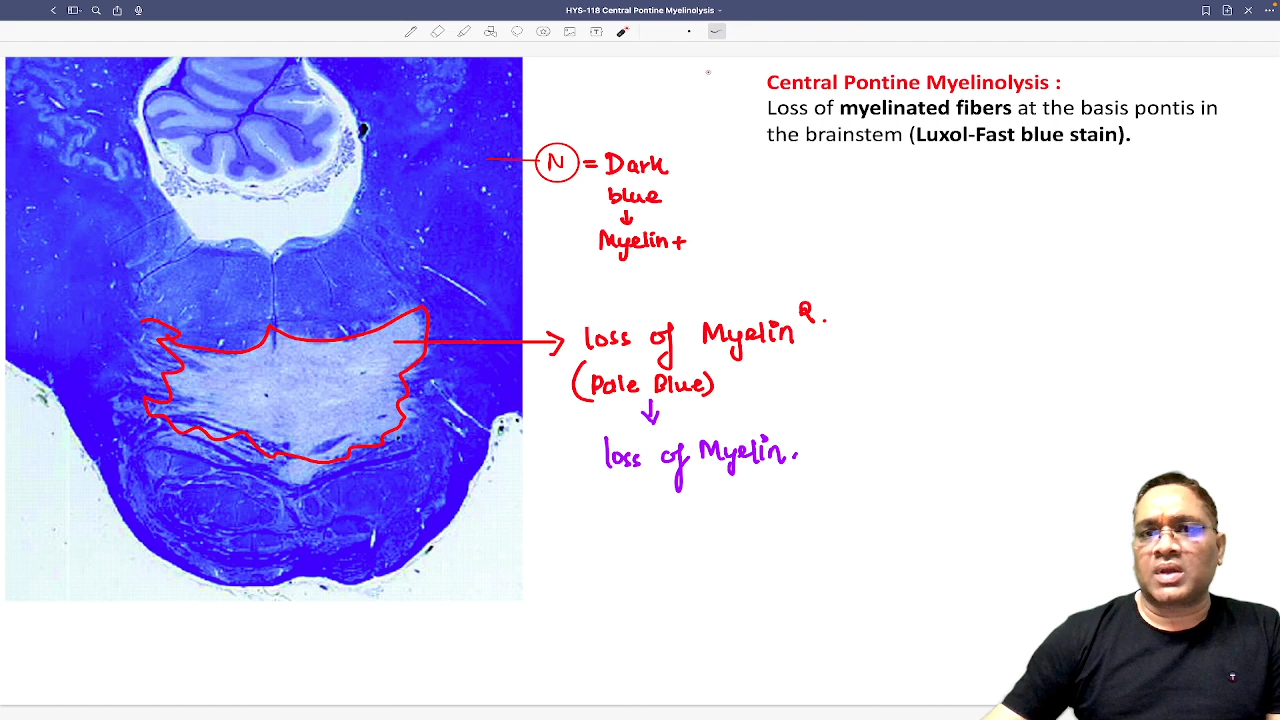 HYS-118 Central Pontine Myelinolysis
Central Pontine Myelinolysis :
Loss of myelinated fibers at the basis pontis in
the brainstem (Luxol-Fast blue stain).
N = Dark
blue
↓
Myelin+
loss of Myelin
(Pale Blue)
↓
loss of Myelin.